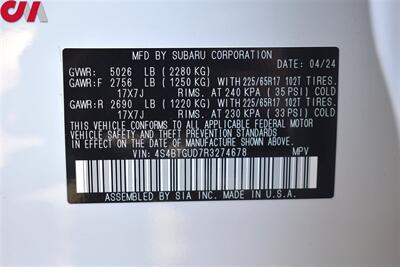 MFD BY SUBARU CORPORATION
DATE: 04/24
GVWR: 5026 LB (2280 KG)
GAWR:F 2756 LB (1250 KG) WITH 225/65R17 102T TIRES.
17X7J RIMS, AT 240 KPA (35 PSI) COLD
GAWR:R 2690 LB (1220 KG) WITH 225/65R17 102T TIRES.
17X7J RIMS, AT 230 KPA (33 PSI) COLD
THIS VEHICLE CONFORMS TO ALL APPLICABLE FEDERAL MOTOR
VEHICLE SAFETY, BUMPER, AND THEFT PREVENTION
STANDARDS IN EFFECT ON THE DATE OF MANUFACTURE
SHOWN ABOVE.
VIN: 4S4BTGUD7R3274678 MPV
ASSEMBLED BY SIA INC. MADE IN U.S.A.